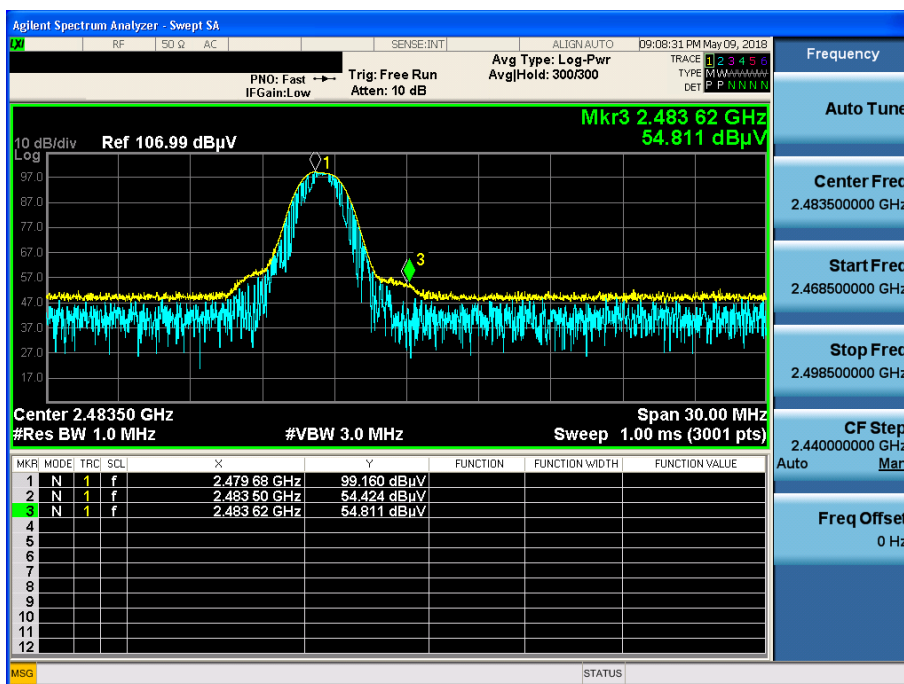 Agilent Spectrum Analyzer - Swept SA
LXI RF 50 Ω AC SENSE:INT ALIGN AUTO 09:08:31 PM May 09, 2018
Frequency
PNO: Fast
IFGain:Low
Trig: Free Run
Atten: 10 dB
Avg Type: Log-Pwr
Avg|Hold: 300/300
TRACE 1 2 3 4 5 6
TYPE M W W W W W
DET P P N N N N
Auto Tune
Mkr3 2.483 62 GHz
54.811 dBµV
10 dB/div Ref 106.99 dBµV
Log
1
97.0
87.0
77.0
67.0
3
57.0
47.0
37.0
27.0
17.0
Center Freq
2.483500000 GHz
Start Freq
2.468500000 GHz
Stop Freq
2.498500000 GHz
Center 2.48350 GHz Span 30.00 MHz
#Res BW 1.0 MHz #VBW 3.0 MHz Sweep 1.00 ms (3001 pts)
CF Step
2.440000000 GHz
Auto Man
MKR MODE TRC SCL X Y FUNCTION FUNCTION WIDTH FUNCTION VALUE
1 N 1 f 2.479 68 GHz 99.160 dBµV
2 N 1 f 2.483 50 GHz 54.424 dBµV
3 N 1 f 2.483 62 GHz 54.811 dBµV
4
5
6
7
8
9
10
11
12
Freq Offset
0 Hz
MSG STATUS